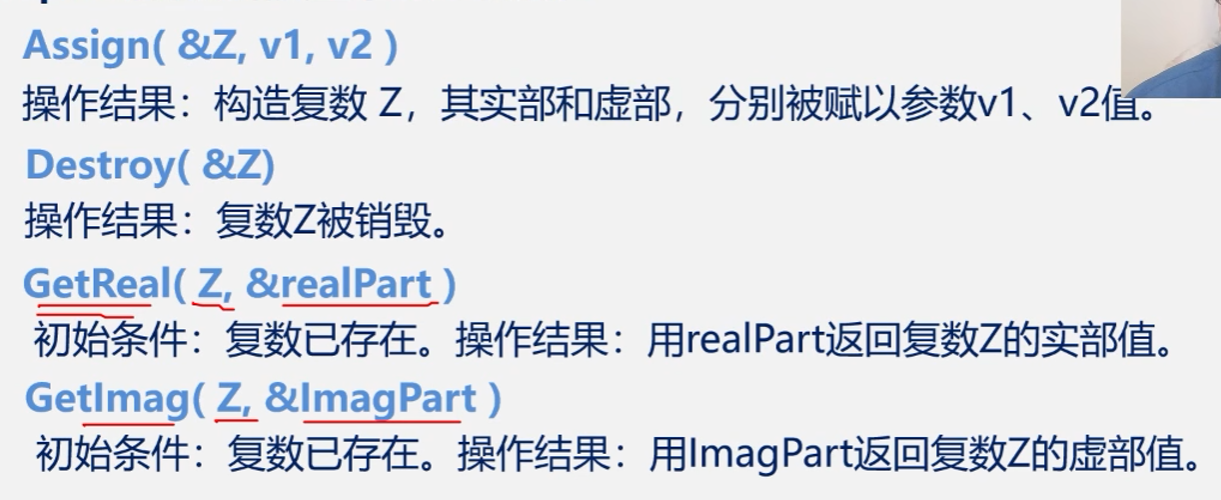 Assign( &Z, v1, v2 )
操作结果：构造复数 Z，其实部和虚部，分别被赋以参数v1、v2值。
Destroy( &Z)
操作结果：复数Z被销毁。
GetReal( Z, &realPart )
初始条件：复数已存在。操作结果：用realPart返回复数Z的实部值。
GetImag( Z, &ImagPart )
初始条件：复数已存在。操作结果：用ImagPart返回复数Z的虚部值。